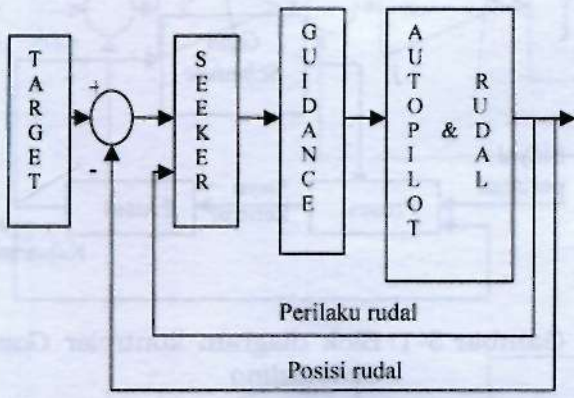 TARGET
+
-
SEEKER
GUIDANCE
AUTOPILOT
&
RUDAL
Perilaku rudal
Posisi rudal